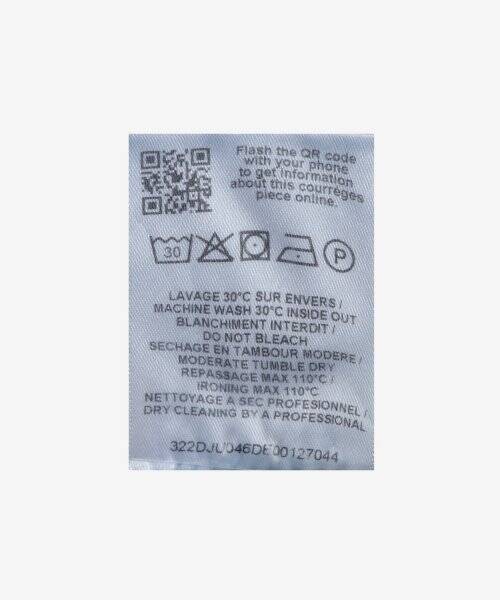 Flash the QR code
with your phone
to get information
about this courrèges
piece online.
30
P
LAVAGE 30°C SUR ENVERS /
MACHINE WASH 30°C INSIDE OUT
BLANCHIMENT INTERDIT /
DO NOT BLEACH
SECHAGE EN TAMBOUR MODERE /
MODERATE TUMBLE DRY
REPASSAGE MAX 110°C /
IRONING MAX 110°C
NETTOYAGE A SEC PROFESIONNEL /
DRY CLEANING BY A PROFESSIONAL
322DJU046DE00127044